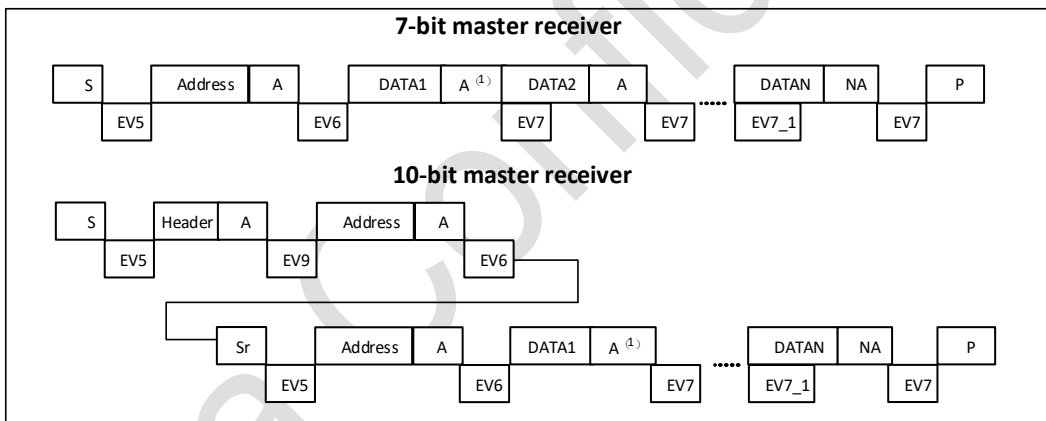 7-bit master receiver
S Address A DATA1 A (1) DATA2 A ..... DATAN NA P
EV5 EV6 EV7 EV7 EV7_1 EV7
10-bit master receiver
S Header A Address A
EV5 EV9 EV6
Sr Address A DATA1 A (1) ..... DATAN NA P
EV5 EV6 EV7 EV7_1 EV7